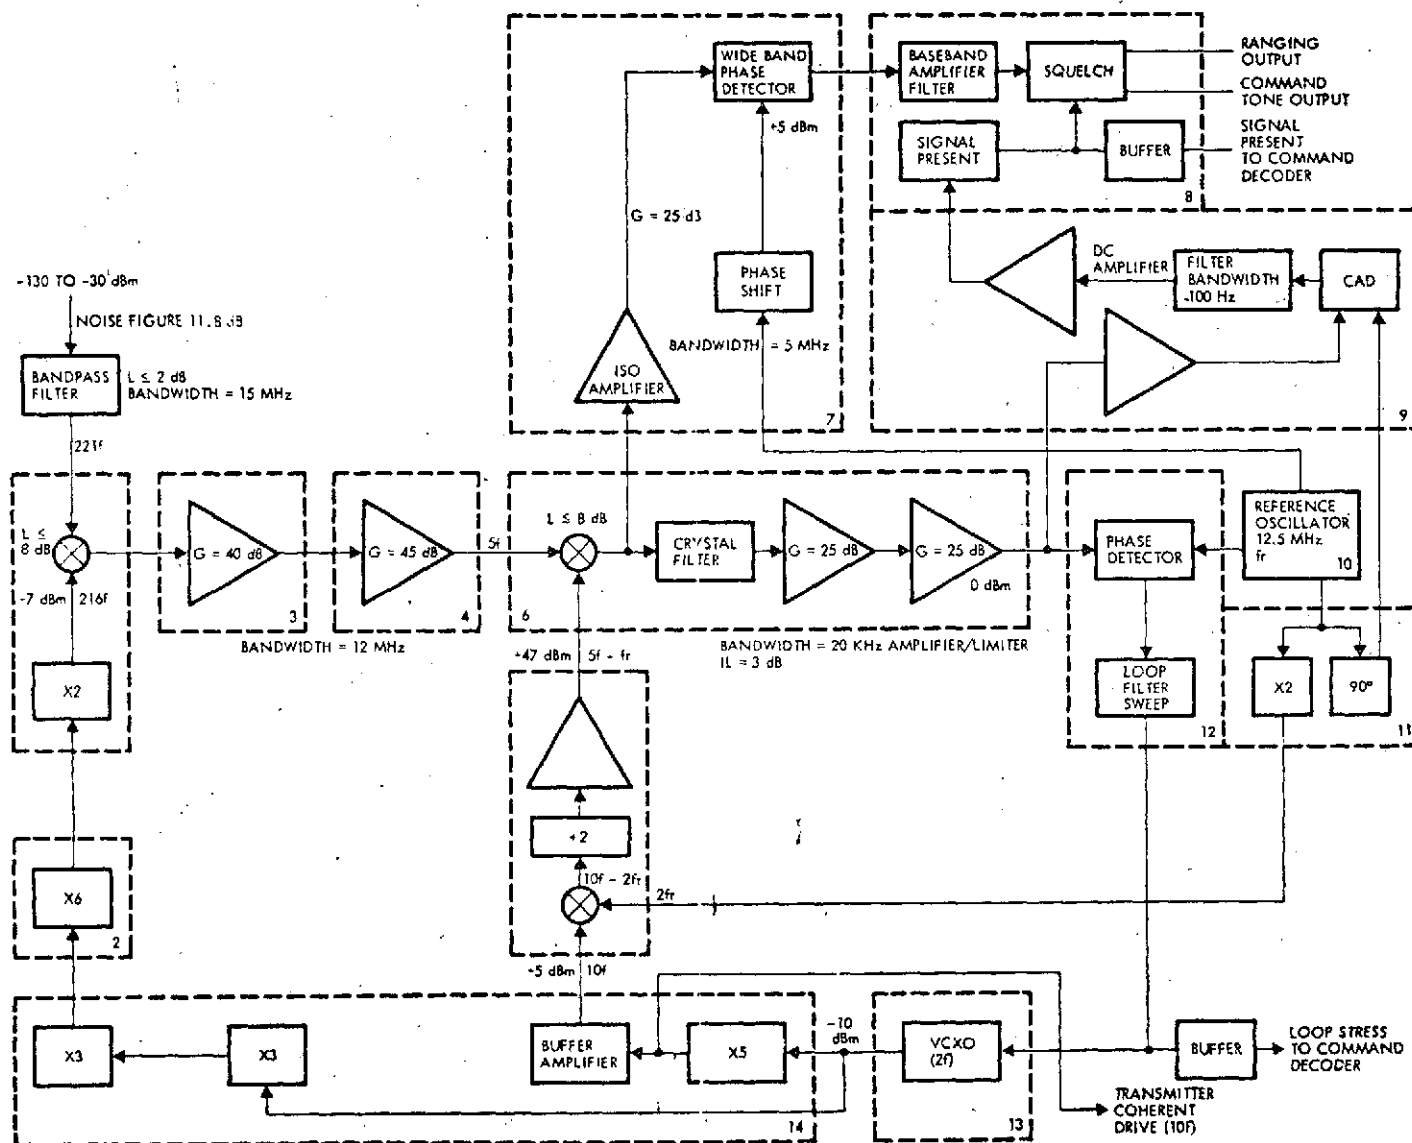 WIDE BAND
PHASE
DETECTOR
BASEBAND
AMPLIFIER
FILTER
SQUELCH
RANGING
OUTPUT
COMMAND
TONE OUTPUT
+5 dBm
SIGNAL
PRESENT
BUFFER
SIGNAL
PRESENT
TO COMMAND
DECODER
8
G = 25 d3
PHASE
SHIFT
DC
AMPLIFIER
FILTER
BANDWIDTH
-100 Hz
CAD
-130 TO -30 dBm
NOISE FIGURE 11.8 dB
BANDPASS
FILTER
L ≤ 2 dB
BANDWIDTH = 15 MHz
BANDWIDTH = 5 MHz
ISO
AMPLIFIER
7
9
221f
L ≤
8 dB
G = 40 dB
G = 45 dB
5f
L ≤ 8 dB
CRYSTAL
FILTER
G = 25 dB
G = 25 dB
0 dBm
PHASE
DETECTOR
REFERENCE
OSCILLATOR
12.5 MHz
fr
10
-7 dBm
216f
3
4
6
BANDWIDTH = 12 MHz
BANDWIDTH = 20 KHz AMPLIFIER/LIMITER
IL = 3 dB
+47 dBm
5f - fr
X2
LOOP
FILTER
SWEEP
12
X2
90°
11
÷2
10f - 2fr
2fr
X6
2
+5 dBm
10f
X3
X3
BUFFER
AMPLIFIER
X5
-10
dBm
VCXO
(2f)
BUFFER
LOOP STRESS
TO COMMAND
DECODER
14
13
TRANSMITTER
COHERENT
DRIVE (10F)